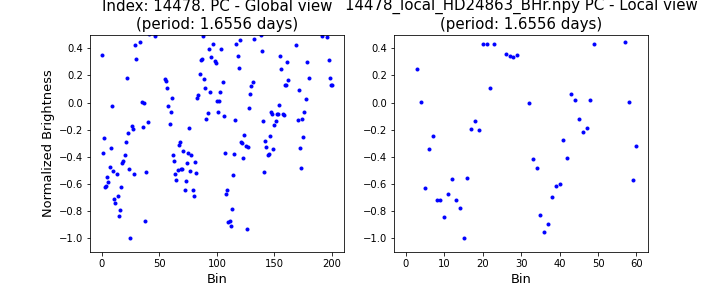 Index: 14478. PC - Global view
(period: 1.6556 days)
14478_local_HD24863_BHr.npy PC - Local view
(period: 1.6556 days)
Normalized Brightness
0.4
0.2
0.0
−0.2
−0.4
−0.6
−0.8
−1.0
0 50 100 150 200
Bin
0.4
0.2
0.0
−0.2
−0.4
−0.6
−0.8
−1.0
0 10 20 30 40 50 60
Bin